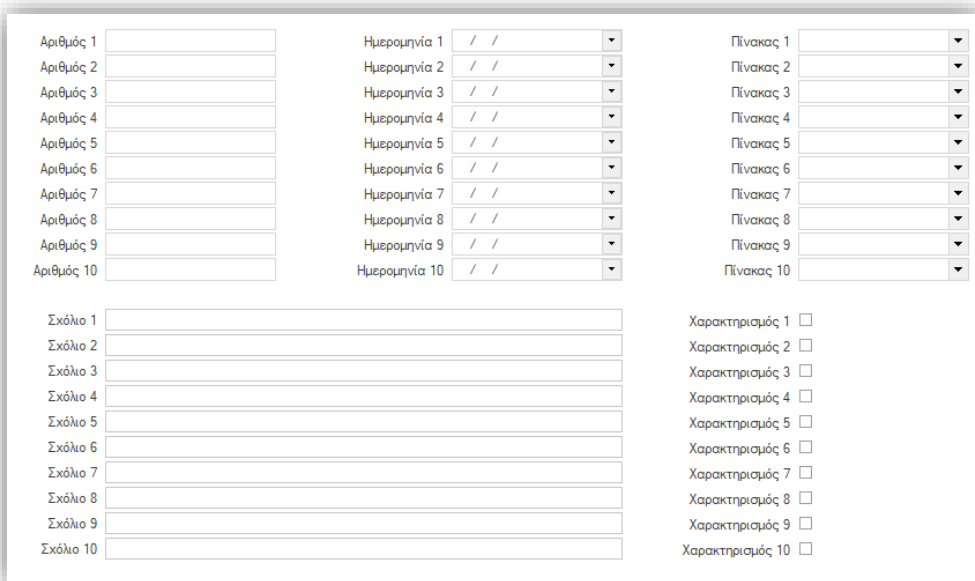 Αριθμός 1 Ημερομηνία 1 / / Πίνακας 1
Αριθμός 2 Ημερομηνία 2 / / Πίνακας 2
Αριθμός 3 Ημερομηνία 3 / / Πίνακας 3
Αριθμός 4 Ημερομηνία 4 / / Πίνακας 4
Αριθμός 5 Ημερομηνία 5 / / Πίνακας 5
Αριθμός 6 Ημερομηνία 6 / / Πίνακας 6
Αριθμός 7 Ημερομηνία 7 / / Πίνακας 7
Αριθμός 8 Ημερομηνία 8 / / Πίνακας 8
Αριθμός 9 Ημερομηνία 9 / / Πίνακας 9
Αριθμός 10 Ημερομηνία 10 / / Πίνακας 10
Σχόλιο 1 Χαρακτηρισμός 1
Σχόλιο 2 Χαρακτηρισμός 2
Σχόλιο 3 Χαρακτηρισμός 3
Σχόλιο 4 Χαρακτηρισμός 4
Σχόλιο 5 Χαρακτηρισμός 5
Σχόλιο 6 Χαρακτηρισμός 6
Σχόλιο 7 Χαρακτηρισμός 7
Σχόλιο 8 Χαρακτηρισμός 8
Σχόλιο 9 Χαρακτηρισμός 9
Σχόλιο 10 Χαρακτηρισμός 10